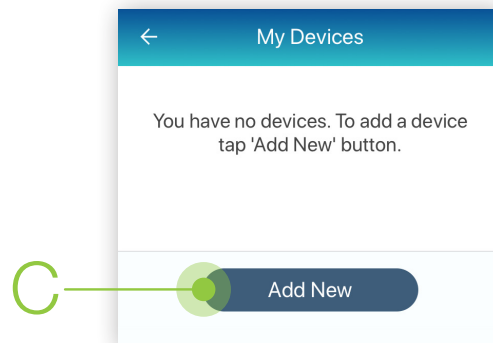 My Devices
You have no devices. To add a device
tap 'Add New' button.
C
Add New